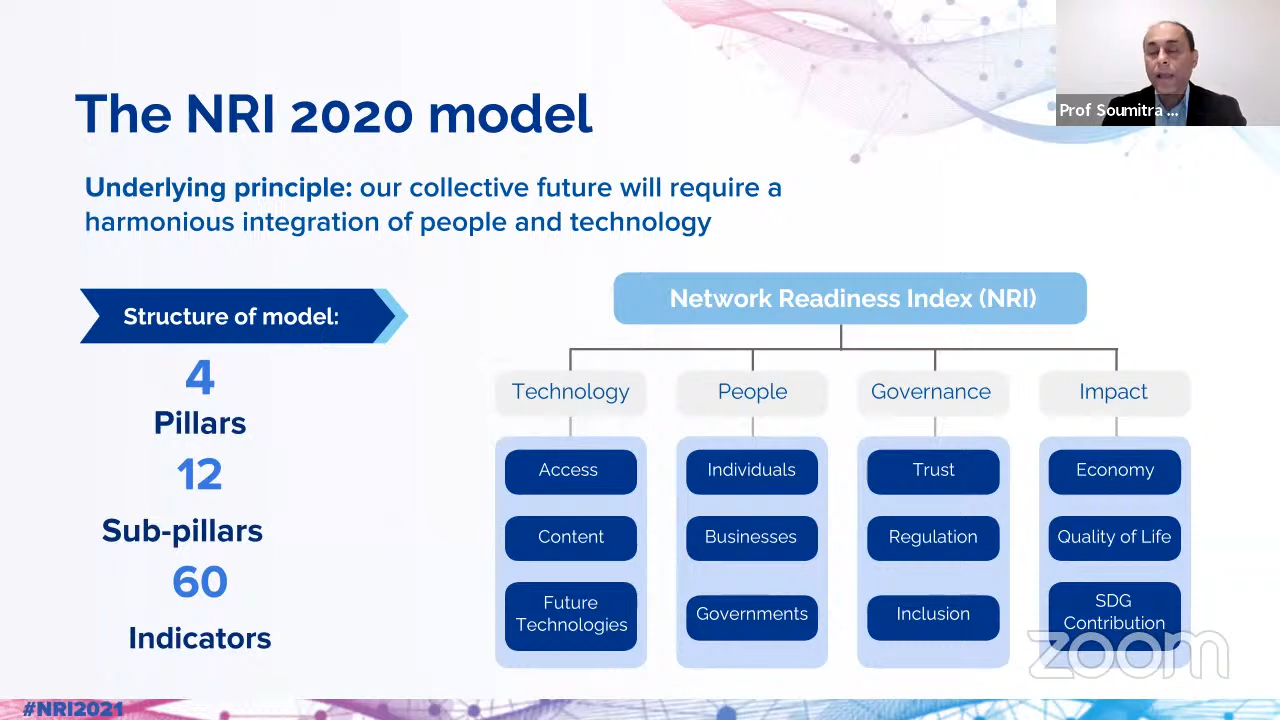 Prof Soumitra ...
The NRI 2020 model
Underlying principle: our collective future will require a
harmonious integration of people and technology
Structure of model:
4
Pillars
12
Sub-pillars
60
Indicators
Network Readiness Index (NRI)
Technology
People
Governance
Impact
Access
Individuals
Trust
Economy
Content
Businesses
Regulation
Quality of Life
Future
Technologies
Governments
Inclusion
SDG
Contribution
zoom
#NRI2021